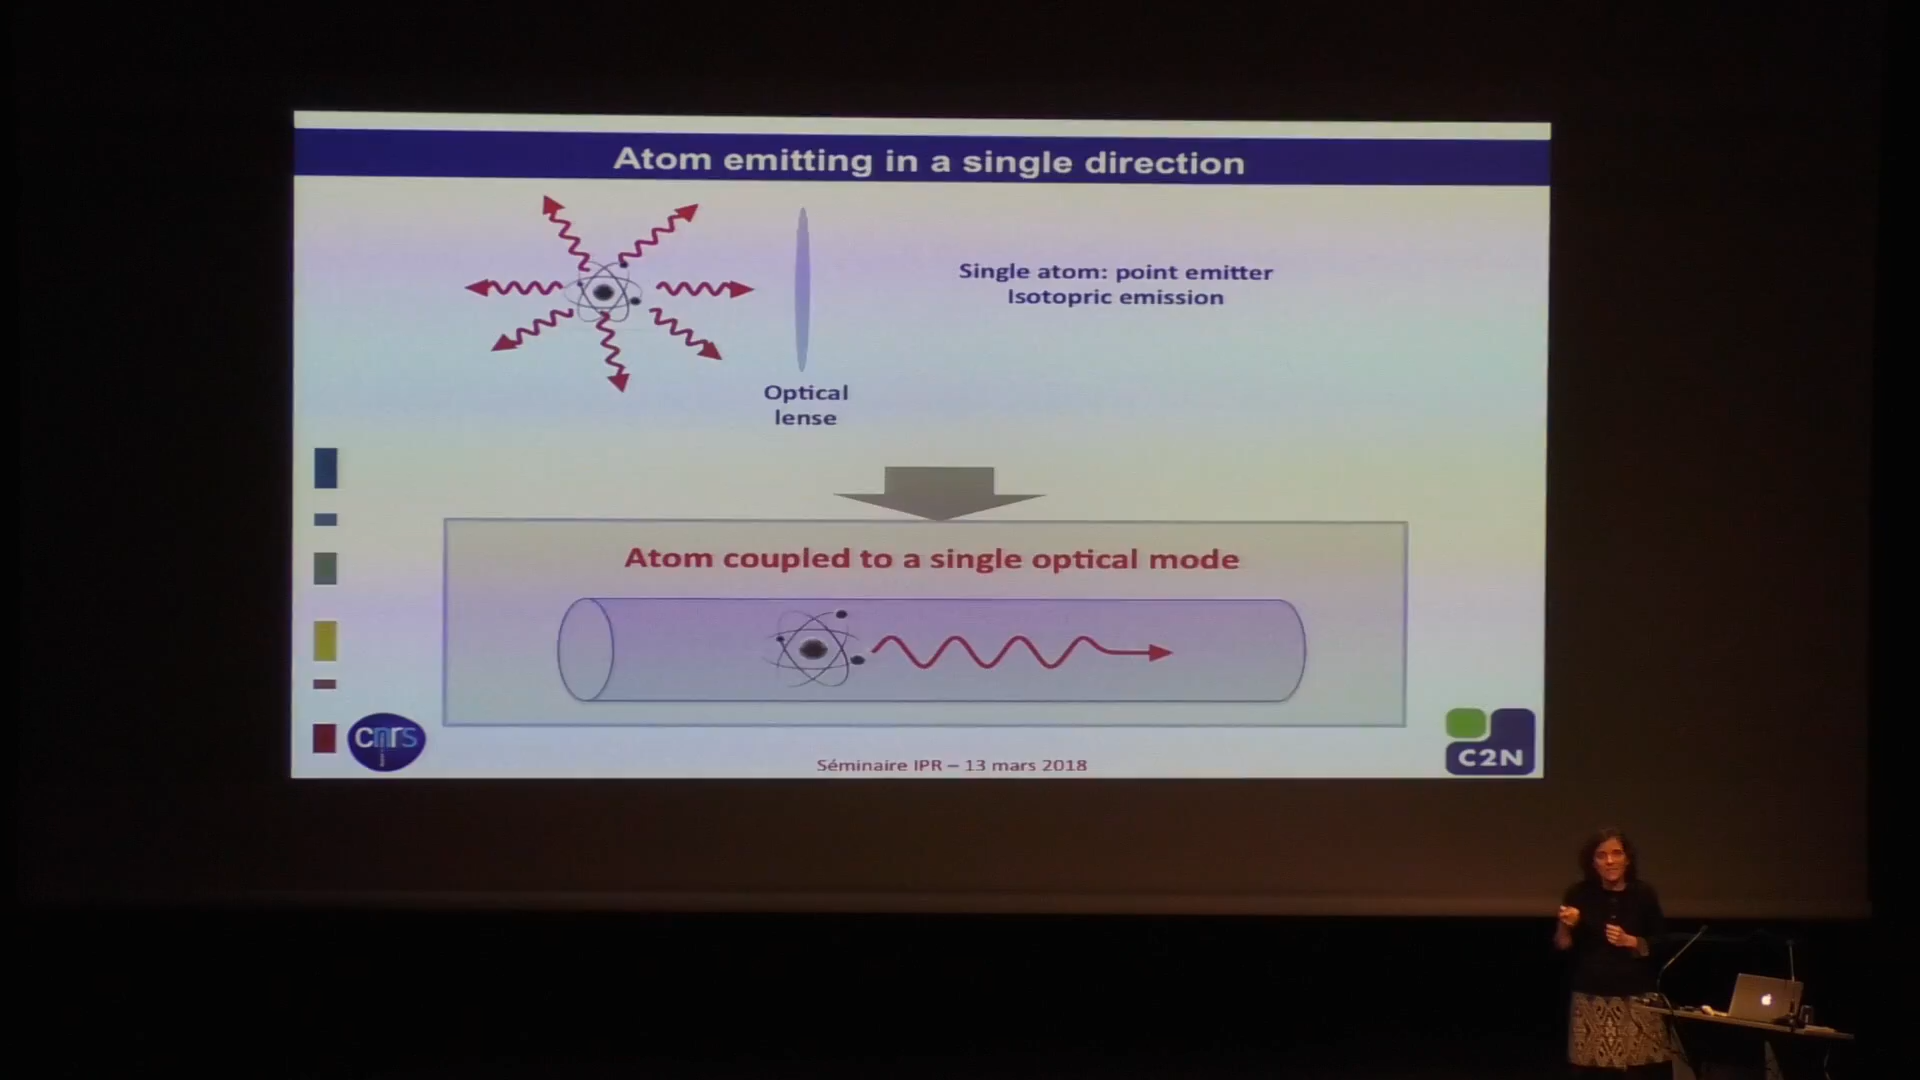 Atom emitting in a single direction
Single atom: point emitter
Isotopric emission
Optical
lense
Atom coupled to a single optical mode
cnrs
Séminaire IPR – 13 mars 2018
C2N